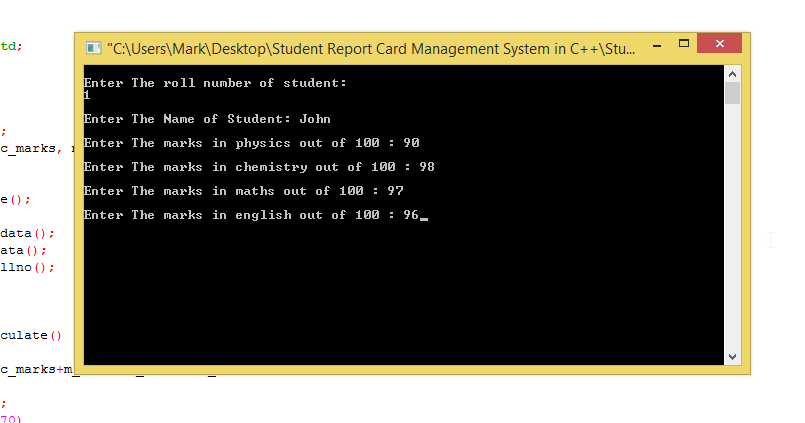 td;
"C:\Users\Mark\Desktop\Student Report Card Management System in C++\Stu...
Enter The roll number of student:
1
Enter The Name of Student: John
;
c_marks,
Enter The marks in physics out of 100 : 90
Enter The marks in chemistry out of 100 : 98
Enter The marks in maths out of 100 : 97
e();
Enter The marks in english out of 100 : 96_
data();
ata();
llno();
culate()
c_marks+m_
;
70)